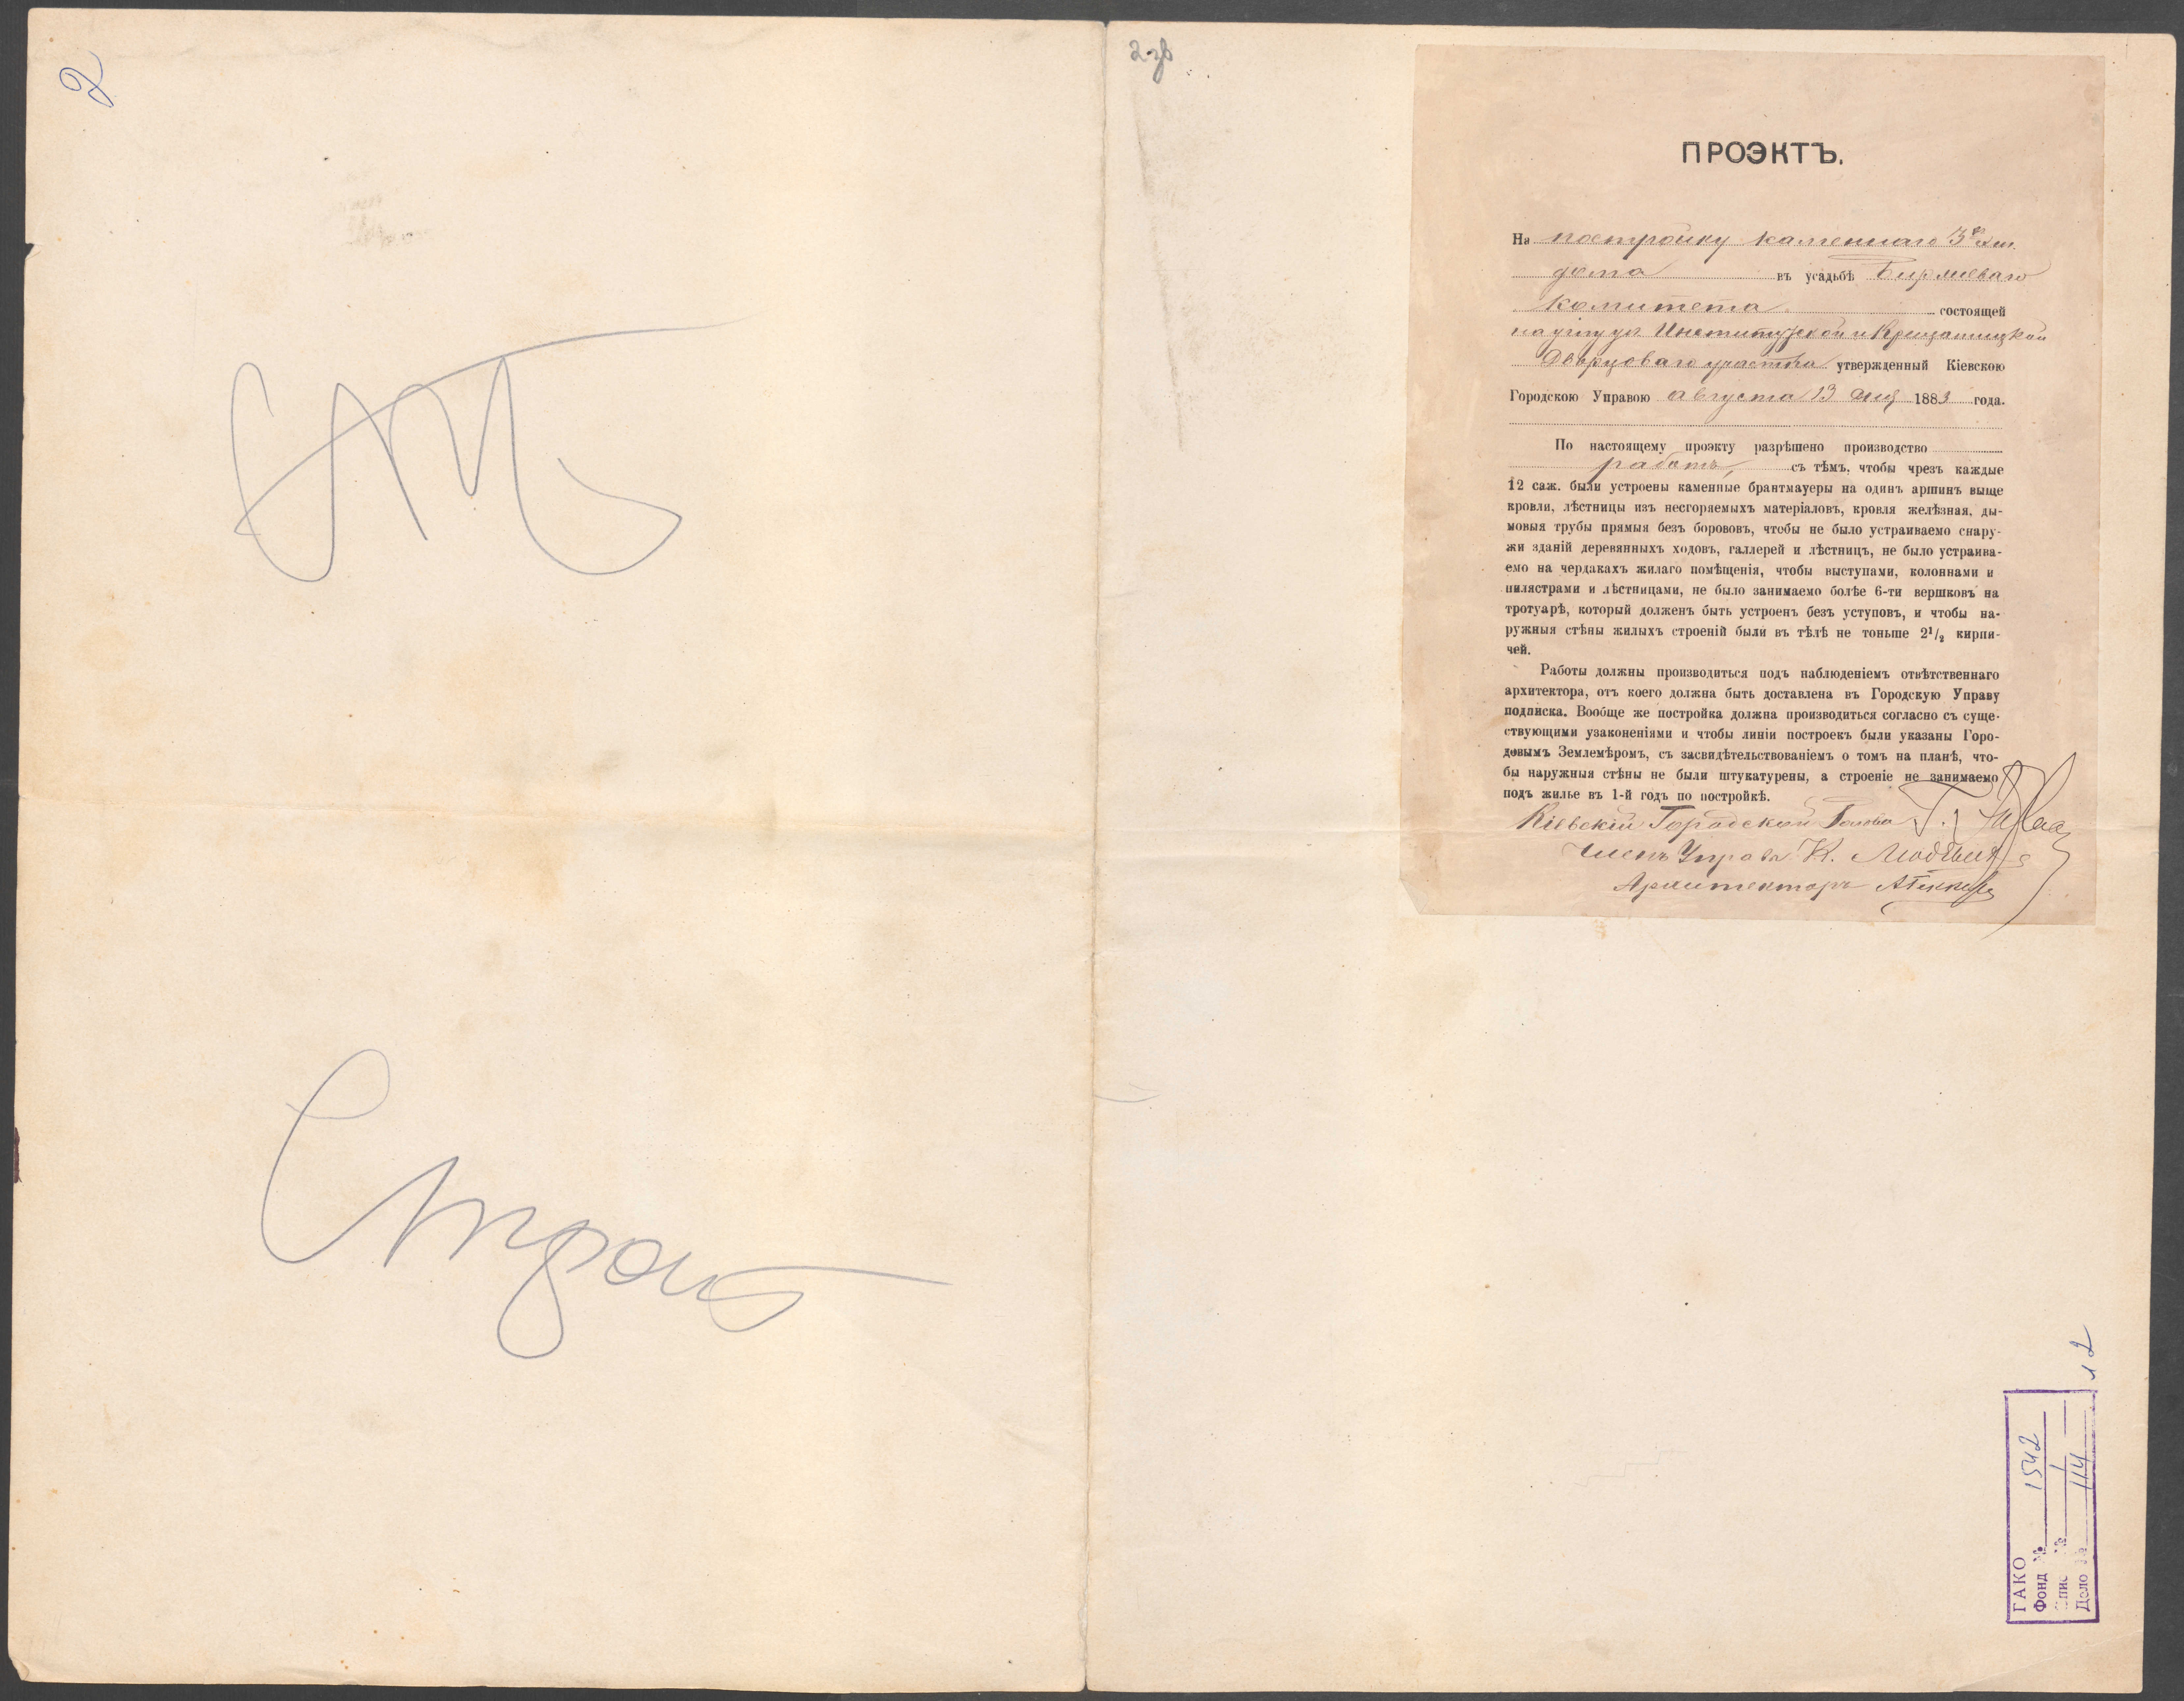 2
2 зв
ПРОЭКТЪ.
На постройку каменнаго 3х эт.
дома въ усадьбѣ Биржеваго
Комитета состоящей
на углу ул. Институтской и Крещатицкой
Дворцоваго участка утвержденный Кіевскою
Городскою Управою августа 13 дня 1883 года.
По настоящему проэкту разрѣшено производство
работъ, съ тѣмъ, чтобы чрезъ каждые
12 саж. были устроены каменные брантмауеры на одинъ аршинъ выше
кровли, лѣстницы изъ несгоряемыхъ матеріаловъ, кровля желѣзная, ды-
мовыя трубы прямыя безъ борововъ, чтобы не было устраиваемо снару-
жи зданій деревянныхъ ходовъ, галлерей и лѣстницъ, не было устраива-
емо на чердакахъ жилаго помѣщенія, чтобы выступами, колоннами и
пилястрами и лѣстницами, не было занимаемо болѣе 6-ти вершковъ на
тротуарѣ, который долженъ быть устроенъ безъ уступовъ, и чтобы на-
ружныя стѣны жилыхъ строеній были въ тѣлѣ не тоньше 2 1/2 кирпи-
чей.
Работы должны производиться подъ наблюденіемъ отвѣтственнаго
архитектора, отъ коего должна быть доставлена въ Городскую Управу
подписка. Вообще же постройка должна производиться согласно съ суще-
ствующими узаконеніями и чтобы линіи построекъ были указаны Горо-
довымъ Землемѣромъ, съ засвидѣтельствованіемъ о томъ на планѣ, что-
бы наружныя стѣны не были штукатурены, а строеніе не занимаемо
подъ жилье въ 1-й годъ по постройкѣ.
Кіевскій Городской Голова
Членъ Управы К.
Архитекторъ
ГАКО
Фонд № 1542
Опис № 1
Дело № 114
л 2